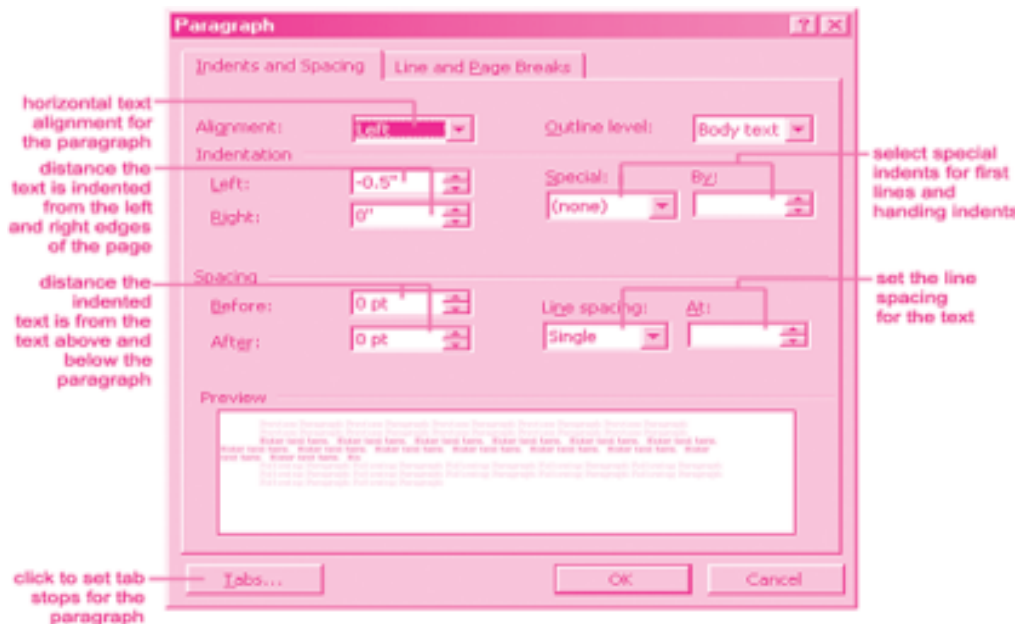 Paragraph
Indents and Spacing
Line and Page Breaks
horizontal text
alignment for
the paragraph
Alignment:
Left
Outline level:
Body text
Indentation
distance the
text is indented
from the left
and right edges
of the page
Left:
-0.5"
Right:
0"
Special:
(none)
By:
select special
indents for first
lines and
handing indents
Spacing
distance the
indented
text is from the
text above and
below the
paragraph
Before:
0 pt
After:
0 pt
Line spacing:
Single
At:
set the line
spacing
for the text
Preview
click to set tab
stops for the
paragraph
Tabs...
OK
Cancel